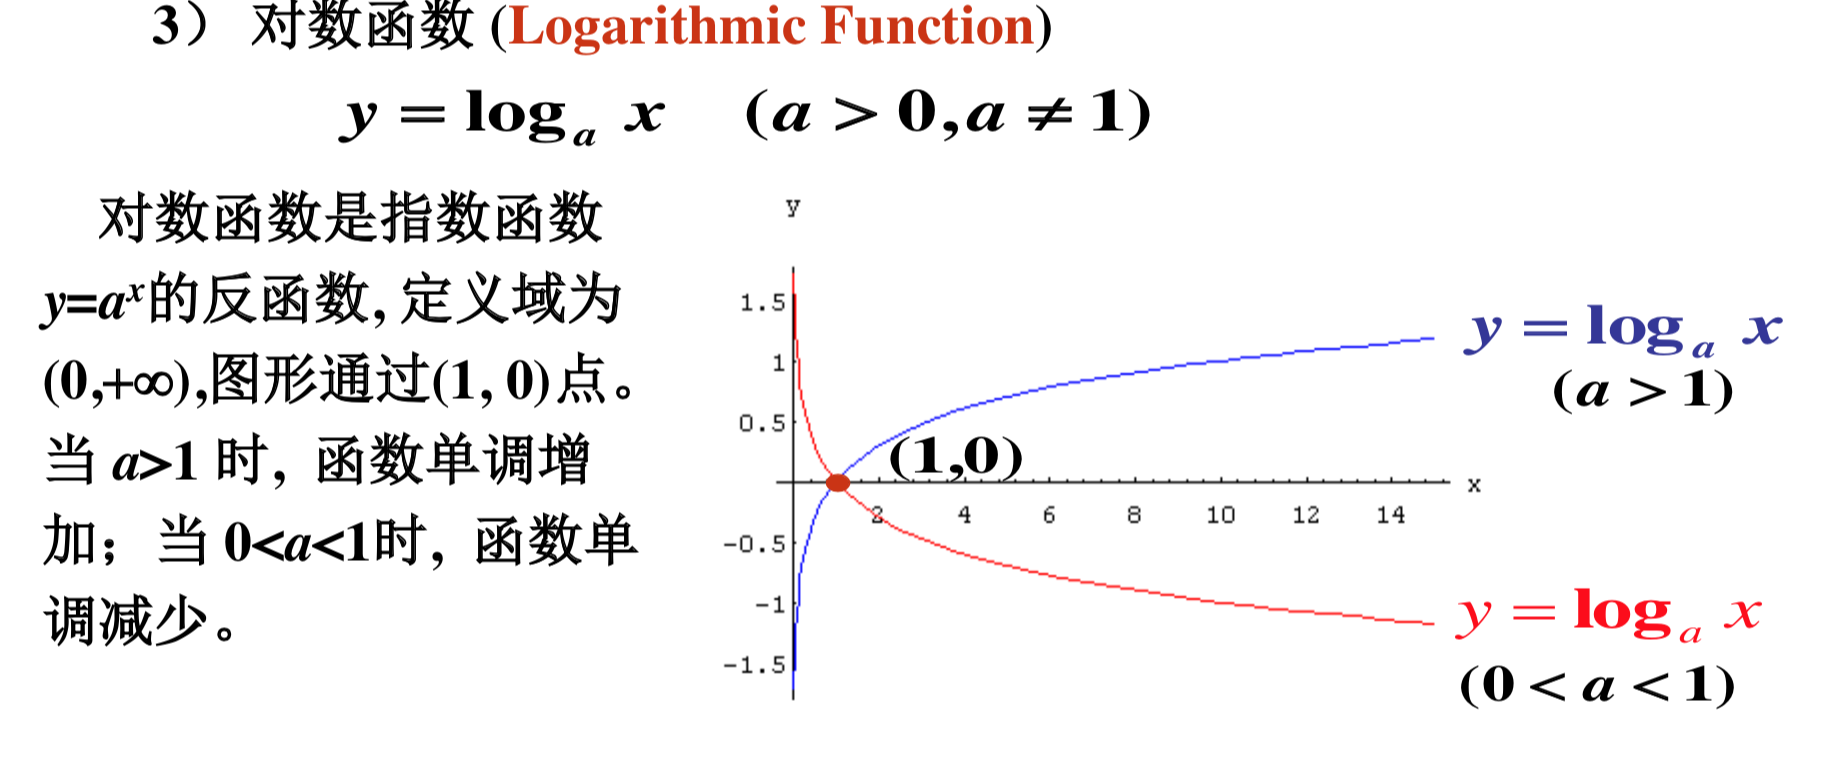 3） 对数函数 (Logarithmic Function)
y = log_a x (a > 0, a ≠ 1)
对数函数是指数函数
y=a^x的反函数, 定义域为
(0,+∞),图形通过(1, 0)点。
当 a>1 时, 函数单调增
加；当 0<a<1时, 函数单
调减少。
y
1.5
1
0.5
-0.5
-1
-1.5
(1,0)
2 4 6 8 10 12 14
x
y = log_a x
(a > 1)
y = log_a x
(0 < a < 1)